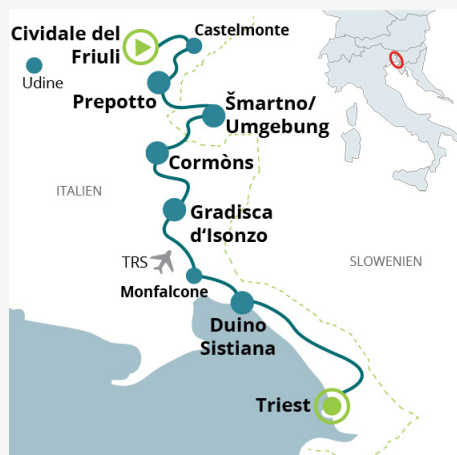 Cividale del
Friuli
Castelmonte
Udine
Prepotto
Šmartno/
Umgebung
Cormòns
ITALIEN
Gradisca
d‘Isonzo
TRS
SLOWENIEN
Monfalcone
Duino
Sistiana
Triest